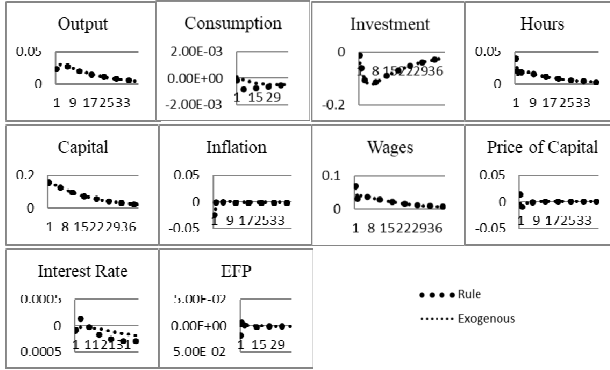 Output
0.05
0
1 9 172533
Consumption
2.00E-03
0.00E+00
-2.00E-03
1 15 29
Investment
0
-0.2
1 8 15222936
Hours
0.05
0
1 9 172533
Capital
0.2
0
1 8 15222936
Inflation
0.05
0
-0.05
1 9 172533
Wages
0.1
0
1 8 15222936
Price of Capital
0.05
0
-0.05
1 9 172533
Interest Rate
0.0005
0
0.0005
1 112131
EFP
5.00E-02
0.00E+00
5.00E 02
1 15 29
Rule
Exogenous